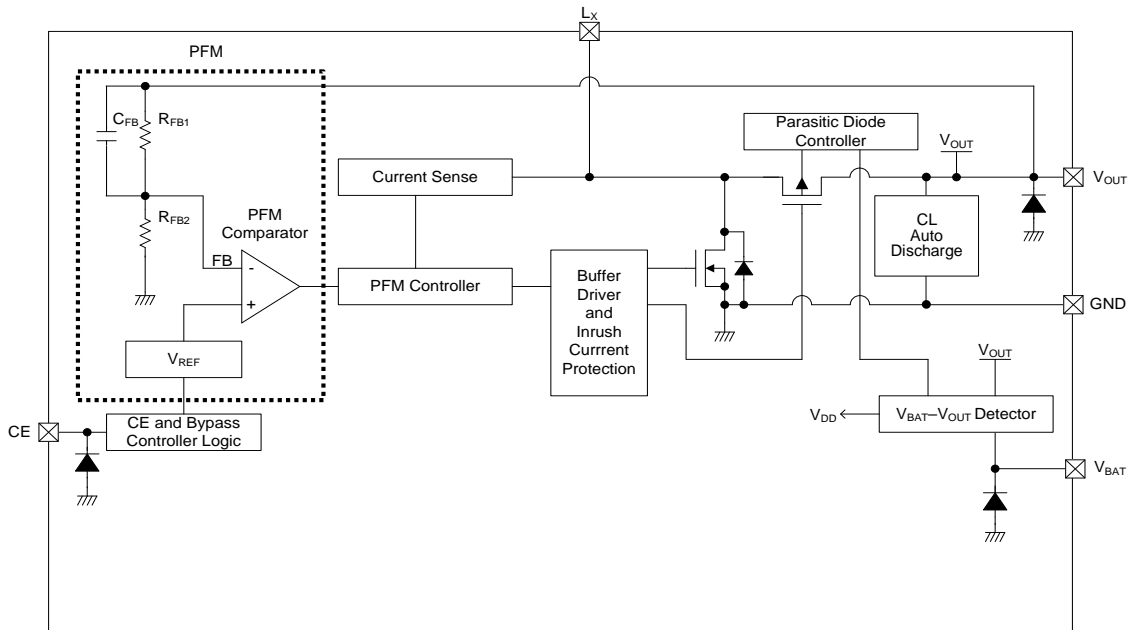 LX
PFM
CFB
RFB1
RFB2
PFM
Comparator
FB
-
+
VREF
CE and Bypass
Controller Logic
CE
Current Sense
PFM Controller
Buffer
Driver
and
Inrush
Currrent
Protection
Parasitic Diode
Controller
VOUT
VOUT
CL
Auto
Discharge
GND
VOUT
VDD
VBAT–VOUT Detector
VBAT